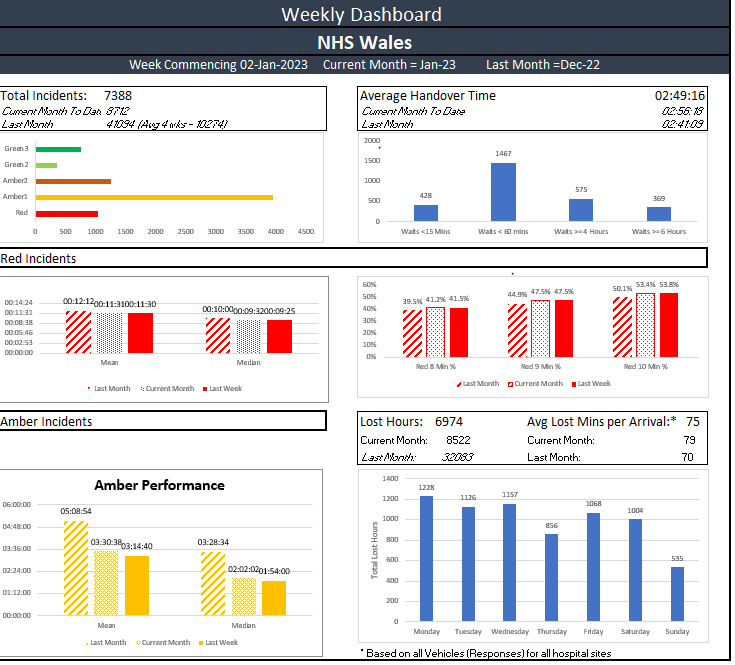 Weekly Dashboard
NHS Wales
Week Commencing 02-Jan-2023 Current Month = Jan-23 Last Month =Dec-22
Total Incidents: 7388
Current Month To Dat 8712
Last Month 41094 (Avg 4 wks - 10274)
Average Handover Time 02:49:16
Current Month To Date 02:56:18
Last Month 02:41:09
Green3
Green2
Amber2
Amber1
Red
0 500 1000 1500 2000 2500 3000 3500 4000 4500
2000
1500
1000
500
0
428 1467 575 369
Waits <15 Mins Waits < 60 mins Waits >= 4 Hours Waits >= 6 Hours
Red Incidents
00:14:24
00:11:31
00:08:38
00:05:46
00:02:53
00:00:00
00:12:12 00:11:31 00:11:30 00:10:00 00:09:32 00:09:25
Mean Median
Last Month Current Month Last Week
60%
50%
40%
30%
20%
10%
0%
39.5% 41.2% 41.5% 44.9% 47.5% 47.5% 50.1% 53.4% 53.8%
Red 8 Min % Red 9 Min % Red 10 Min %
Last Month Current Month Last Week
Amber Incidents
Lost Hours: 6974 Avg Lost Mins per Arrival:* 75
Current Month: 8522 Current Month: 79
Last Month: 32083 Last Month: 70
Amber Performance
06:00:00
04:48:00
03:36:00
02:24:00
01:12:00
00:00:00
05:08:54 03:30:38 03:14:40 03:28:34 02:02:02 01:54:00
Mean Median
Last Month Current Month Last Week
Total Lost Hours
1400
1200
1000
800
600
400
200
0
1228 1126 1157 856 1068 1004 535
Monday Tuesday Wednesday Thursday Friday Saturday Sunday
* Based on all Vehicles (Responses) for all hospital sites